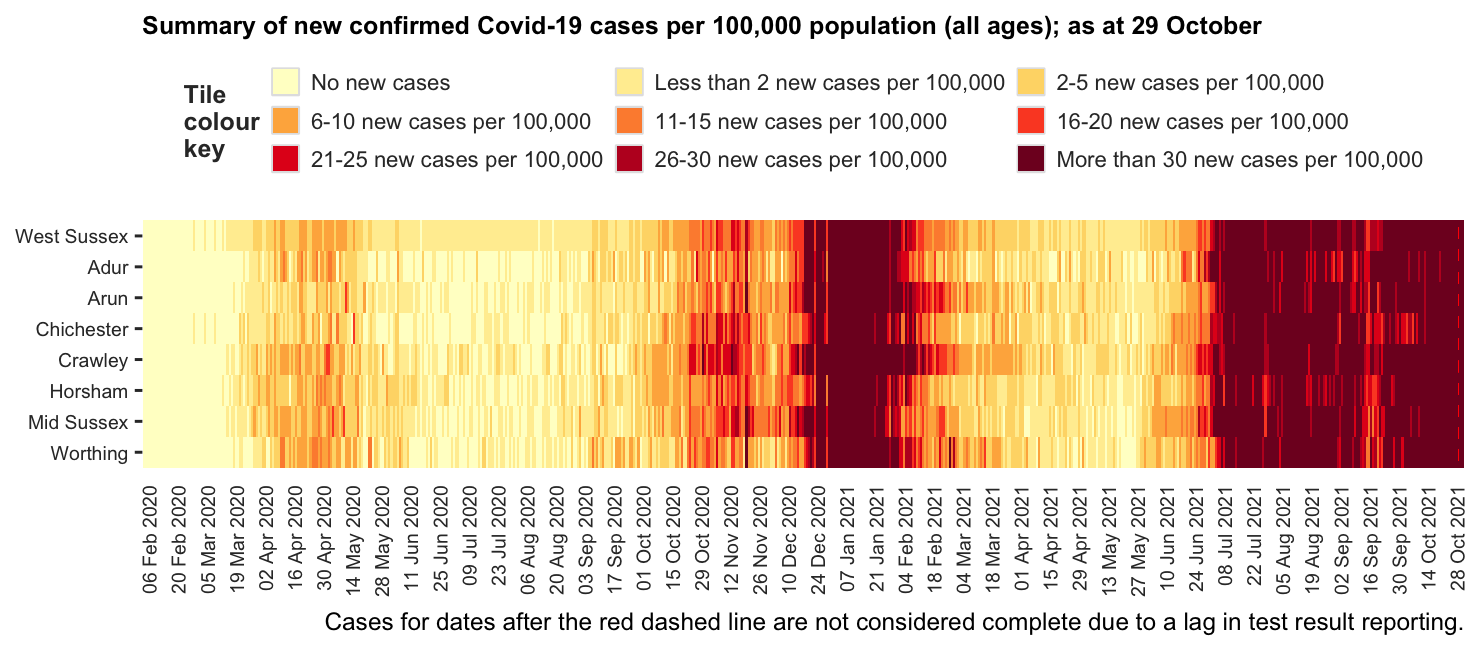 Summary of new confirmed Covid-19 cases per 100,000 population (all ages); as at 29 October
Tile
colour
key
No new cases
Less than 2 new cases per 100,000
2-5 new cases per 100,000
6-10 new cases per 100,000
11-15 new cases per 100,000
16-20 new cases per 100,000
21-25 new cases per 100,000
26-30 new cases per 100,000
More than 30 new cases per 100,000
West Sussex
Adur
Arun
Chichester
Crawley
Horsham
Mid Sussex
Worthing
06 Feb 2020
20 Feb 2020
05 Mar 2020
19 Mar 2020
02 Apr 2020
16 Apr 2020
30 Apr 2020
14 May 2020
28 May 2020
11 Jun 2020
25 Jun 2020
09 Jul 2020
23 Jul 2020
06 Aug 2020
20 Aug 2020
03 Sep 2020
17 Sep 2020
01 Oct 2020
15 Oct 2020
29 Oct 2020
12 Nov 2020
26 Nov 2020
10 Dec 2020
24 Dec 2020
07 Jan 2021
21 Jan 2021
04 Feb 2021
18 Feb 2021
04 Mar 2021
18 Mar 2021
01 Apr 2021
15 Apr 2021
29 Apr 2021
13 May 2021
27 May 2021
10 Jun 2021
24 Jun 2021
08 Jul 2021
22 Jul 2021
05 Aug 2021
19 Aug 2021
02 Sep 2021
16 Sep 2021
30 Sep 2021
14 Oct 2021
28 Oct 2021
Cases for dates after the red dashed line are not considered complete due to a lag in test result reporting.